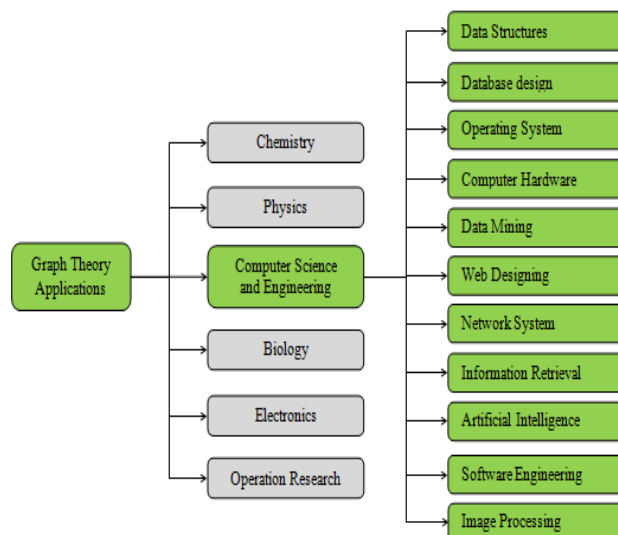 Graph Theory
Applications
Chemistry
Physics
Computer Science
and Engineering
Biology
Electronics
Operation Research
Data Structures
Database design
Operating System
Computer Hardware
Data Mining
Web Designing
Network System
Information Retrieval
Artificial Intelligence
Software Engineering
Image Processing